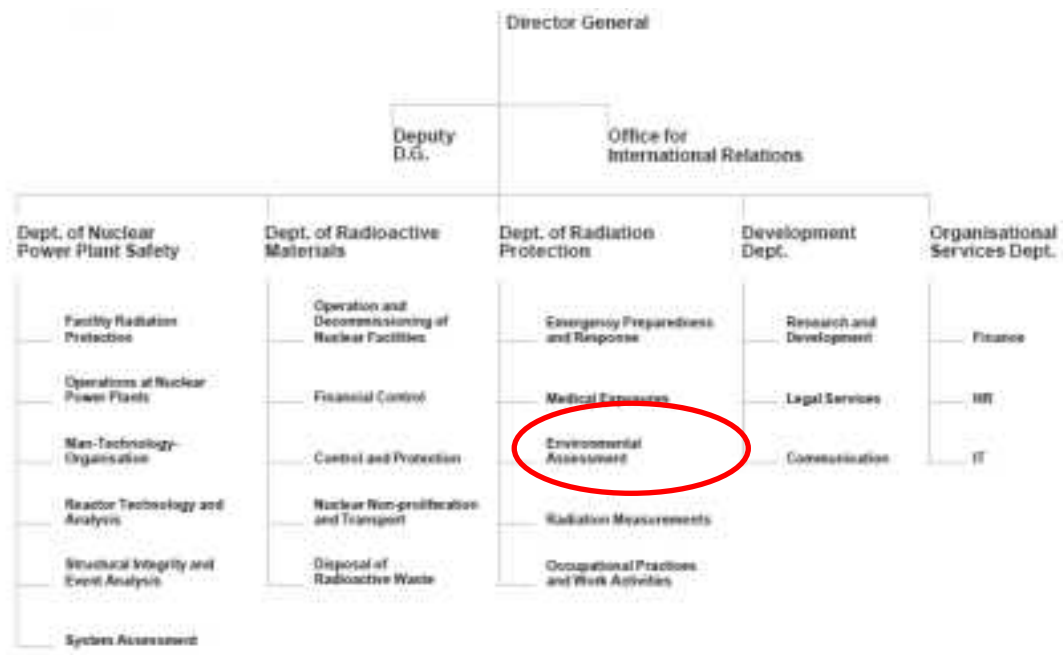 Director General
Deputy
D.G.
Office for
International Relations
Dept. of Nuclear
Power Plant Safety
Dept. of Radioactive
Materials
Dept. of Radiation
Protection
Development
Dept.
Organisational
Services Dept.
Facility Radiation
Protection
Operations at Nuclear
Power Plants
Man-Technology-
Organisation
Reactor Technology and
Analysis
Structural Integrity and
Event Analysis
System Assessment
Operation and
Decommissioning of
Nuclear Facilities
Financial Control
Control and Protection
Nuclear Non-proliferation
and Transport
Disposal of
Radioactive Waste
Emergency Preparedness
and Response
Medical Exposures
Environmental
Assessment
Radiation Measurements
Occupational Practices
and Work Activities
Research and
Development
Legal Services
Communication
Finance
HR
IT